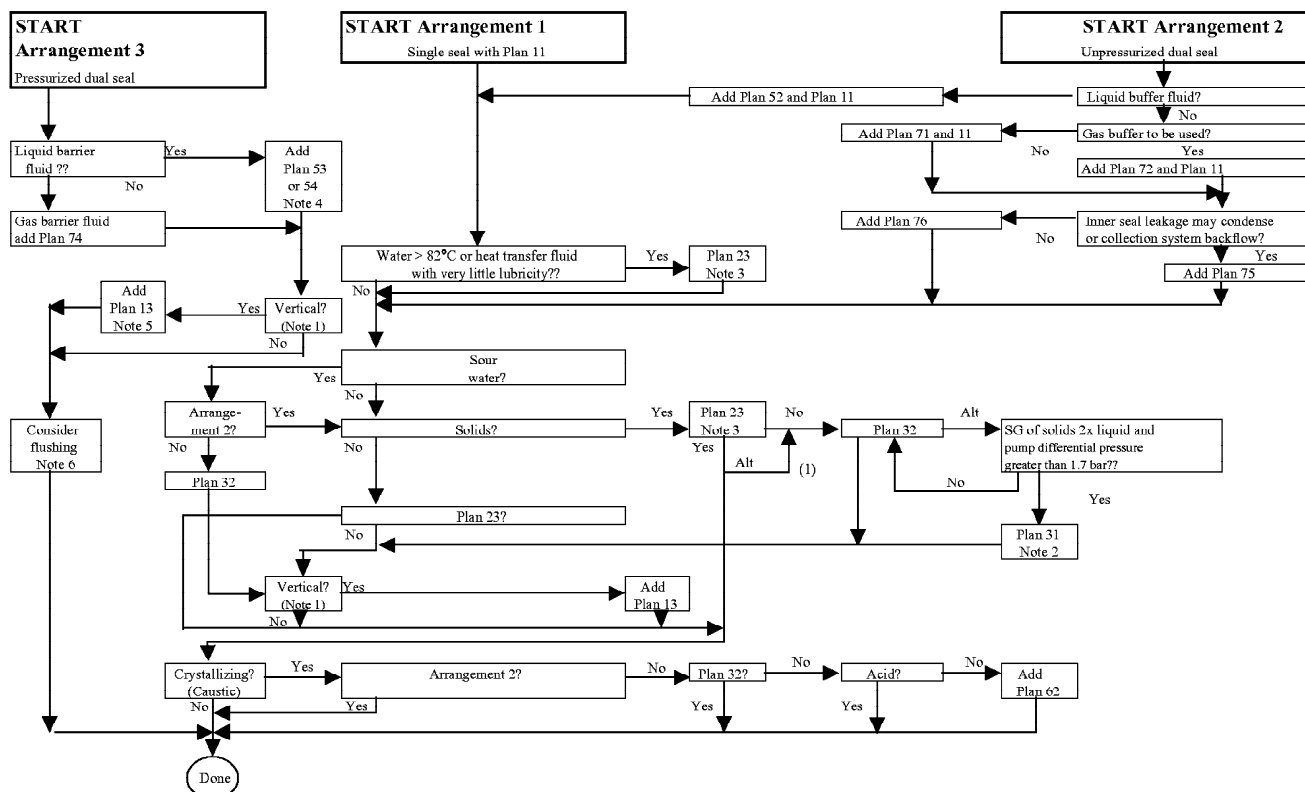 START
Arrangement 3
Pressurized dual seal
START Arrangement 1
Single seal with Plan 11
START Arrangement 2
Unpressurized dual seal
Add Plan 52 and Plan 11
Liquid buffer fluid?
No
Add Plan 71 and 11
No
Gas buffer to be used?
Yes
Add Plan 72 and Plan 11
Liquid barrier
fluid ??
Yes
No
Add
Plan 53
or 54
Note 4
Gas barrier fluid
add Plan 74
Add Plan 76
No
Inner seal leakage may condense
or collection system backflow?
Yes
Add Plan 75
Water > 82°C or heat transfer fluid
with very little lubricity??
Yes
No
Plan 23
Note 3
Add
Plan 13
Note 5
Yes
Vertical?
(Note 1)
No
Sour
water?
Yes
No
Consider
flushing
Note 6
Arrange-
ment 2?
Yes
No
Solids?
Yes
No
Plan 23
Note 3
No
Yes
Alt
(1)
Plan 32
Alt
SG of solids 2x liquid and
pump differential pressure
greater than 1.7 bar??
No
Yes
Plan 32
Plan 23?
No
Plan 31
Note 2
Vertical?
(Note 1)
Yes
No
Add
Plan 13
Crystallizing?
(Caustic)
Yes
No
Arrangement 2?
No
Yes
Plan 32?
No
Yes
Acid?
No
Yes
Add
Plan 62
Done